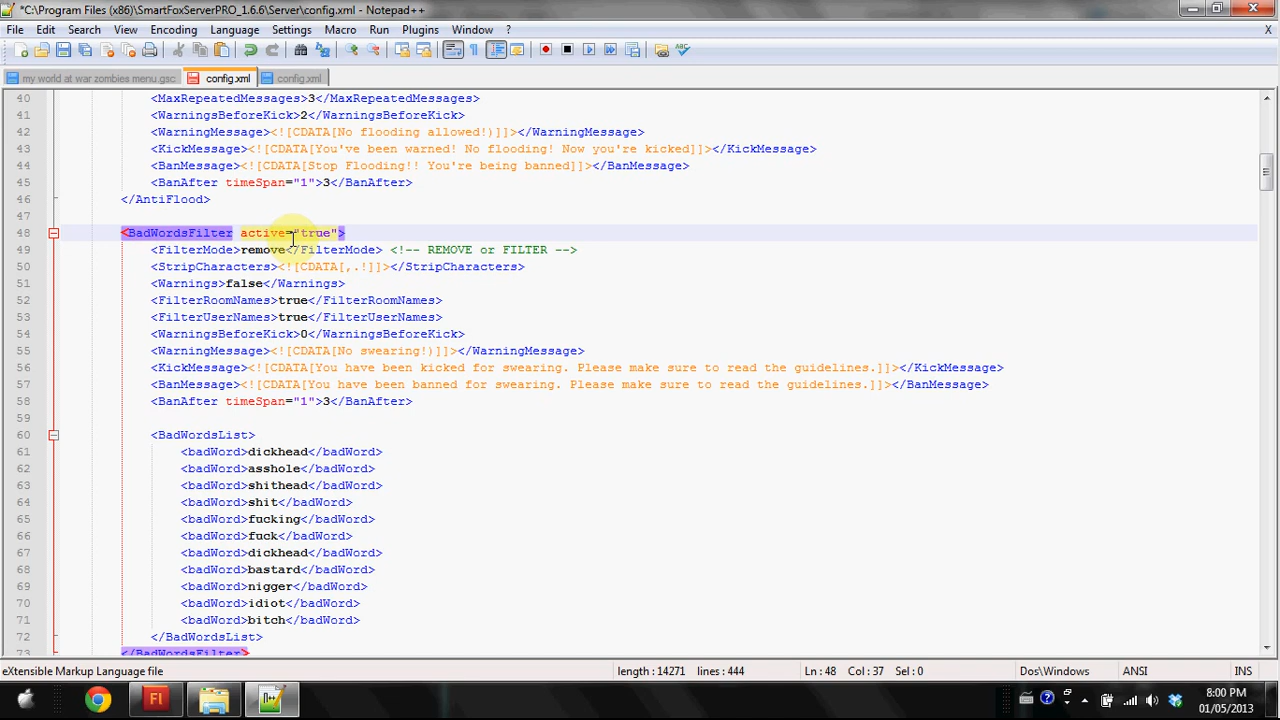 *C:\Program Files (x86)\SmartFoxServerPRO_1.6.6\Server\config.xml - Notepad++
File Edit Search View Encoding Language Settings Macro Run Plugins Window ? X
my world at war zombies menu.gsc config.xml config.xml
40 <MaxRepeatedMessages>3</MaxRepeatedMessages>
41 <WarningsBeforeKick>2</WarningsBeforeKick>
42 <WarningMessage><![CDATA[No flooding allowed!)]]></WarningMessage>
43 <KickMessage><![CDATA[You've been warned! No flooding! Now you're kicked]]></KickMessage>
44 <BanMessage><![CDATA[Stop Flooding!! You're being banned]]></BanMessage>
45 <BanAfter timeSpan="1">3</BanAfter>
46 </AntiFlood>
47
48 <BadWordsFilter active="true">
49 <FilterMode>remove</FilterMode> <!-- REMOVE or FILTER -->
50 <StripCharacters><![CDATA[,.!]]></StripCharacters>
51 <Warnings>false</Warnings>
52 <FilterRoomNames>true</FilterRoomNames>
53 <FilterUserNames>true</FilterUserNames>
54 <WarningsBeforeKick>0</WarningsBeforeKick>
55 <WarningMessage><![CDATA[No swearing!)]]></WarningMessage>
56 <KickMessage><![CDATA[You have been kicked for swearing. Please make sure to read the guidelines.]]></KickMessage>
57 <BanMessage><![CDATA[You have been banned for swearing. Please make sure to read the guidelines.]]></BanMessage>
58 <BanAfter timeSpan="1">3</BanAfter>
59
60 <BadWordsList>
61 <badWord>dickhead</badWord>
62 <badWord>asshole</badWord>
63 <badWord>shithead</badWord>
64 <badWord>shit</badWord>
65 <badWord>fucking</badWord>
66 <badWord>fuck</badWord>
67 <badWord>dickhead</badWord>
68 <badWord>bastard</badWord>
69 <badWord>nigger</badWord>
70 <badWord>idiot</badWord>
71 <badWord>bitch</badWord>
72 </BadWordsList>
73 </BadWordsFilter>
eXtensible Markup Language file length : 14271 lines : 444 Ln : 48 Col : 37 Sel : 0 Dos\Windows ANSI INS
8:00 PM
01/05/2013